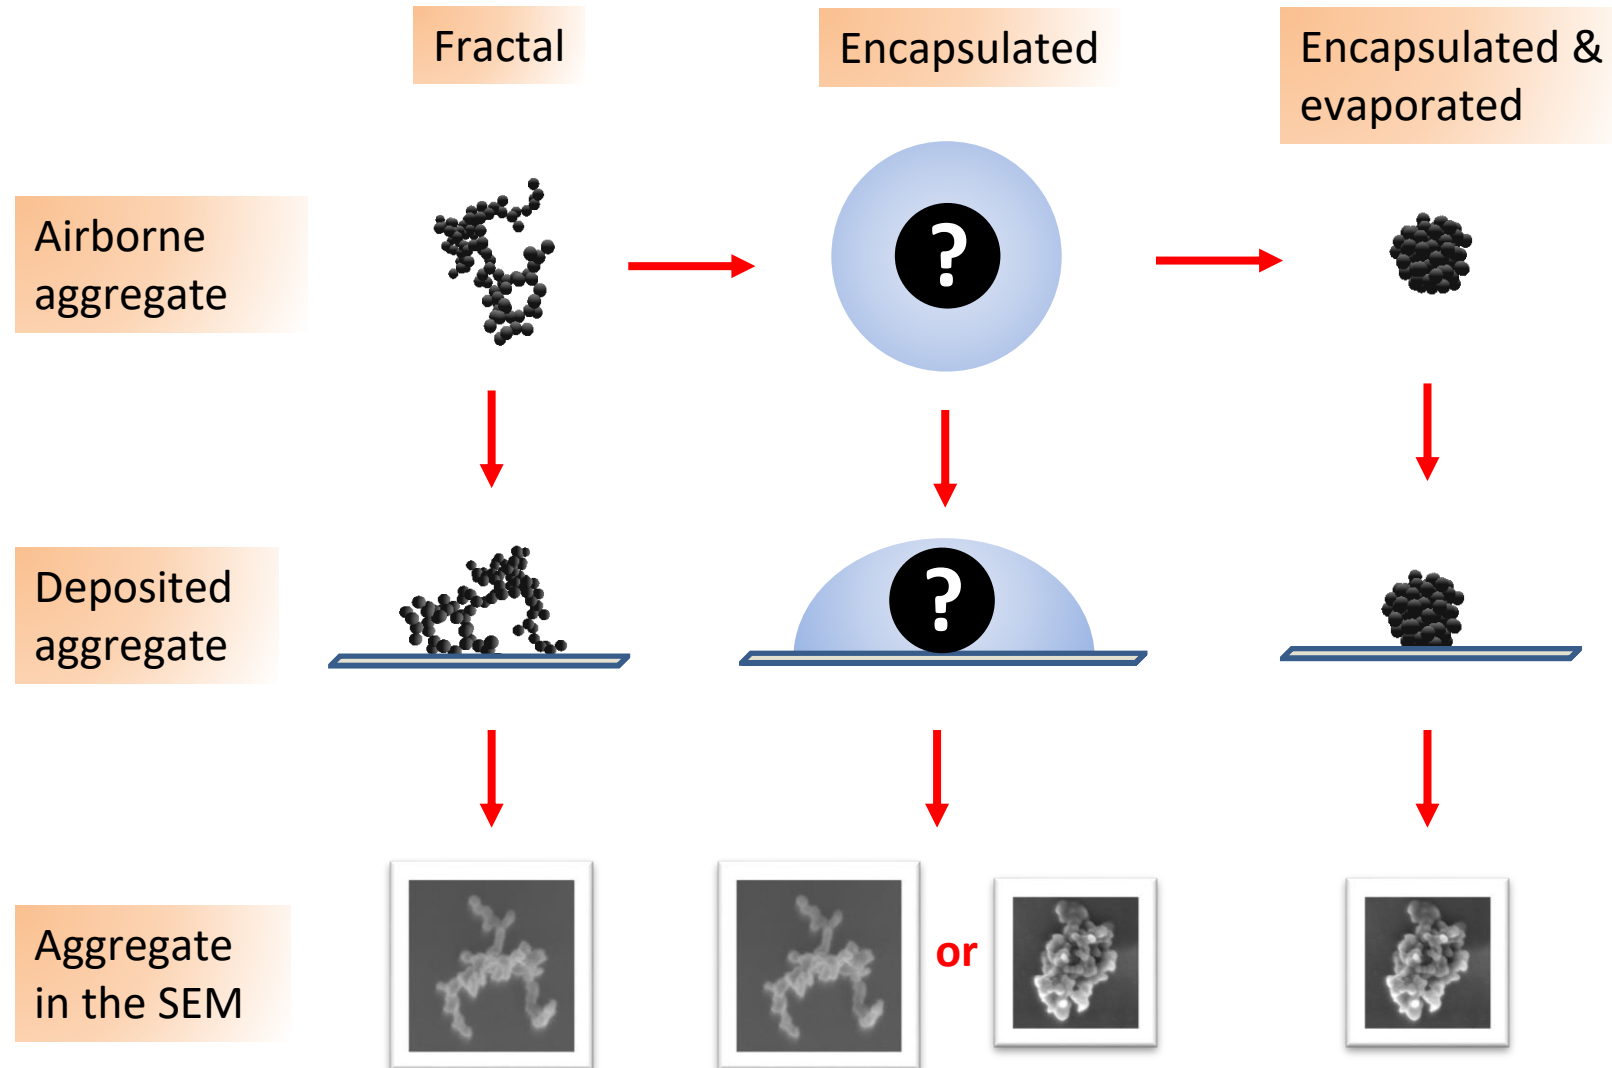 Fractal
Encapsulated
Encapsulated &
evaporated
Airborne
aggregate
?
Deposited
aggregate
?
Aggregate
in the SEM
or